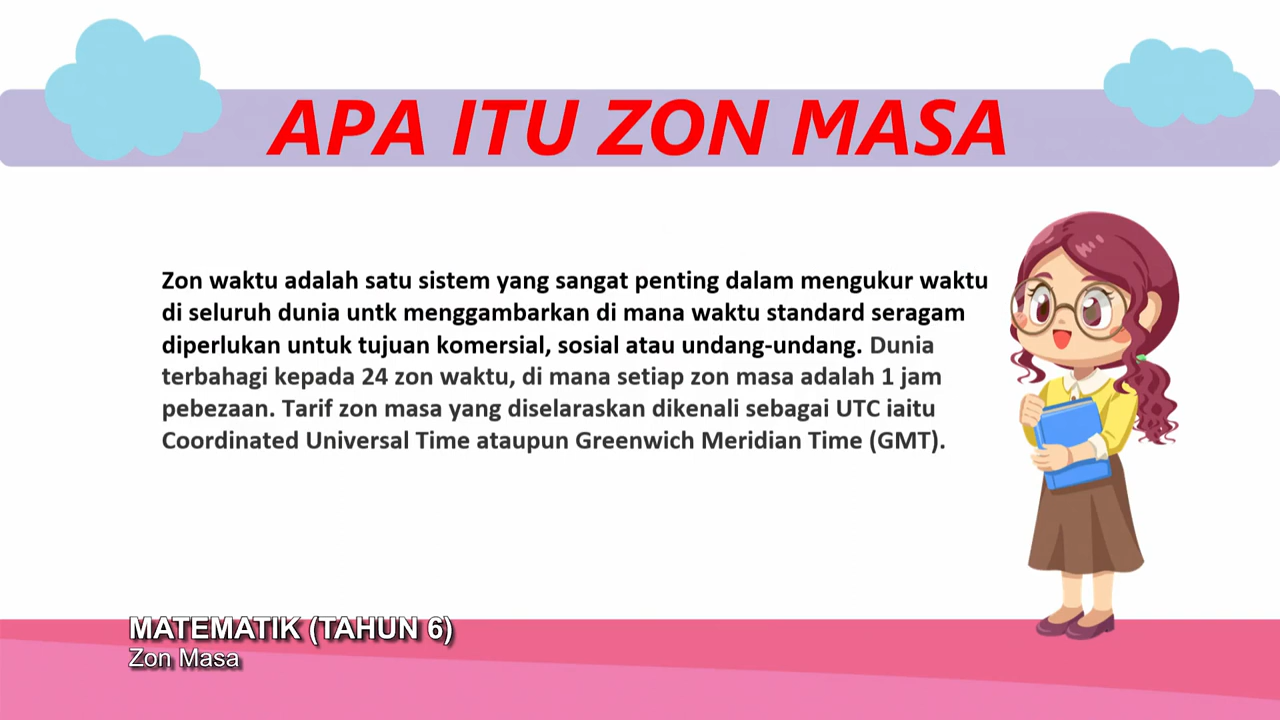 APA ITU ZON MASA
Zon waktu adalah satu sistem yang sangat penting dalam mengukur waktu
di seluruh dunia untk menggambarkan di mana waktu standard seragam
diperlukan untuk tujuan komersial, sosial atau undang-undang. Dunia
terbahagi kepada 24 zon waktu, di mana setiap zon masa adalah 1 jam
pebezaan. Tarif zon masa yang diselaraskan dikenali sebagai UTC iaitu
Coordinated Universal Time ataupun Greenwich Meridian Time (GMT).
MATEMATIK (TAHUN 6)
Zon Masa